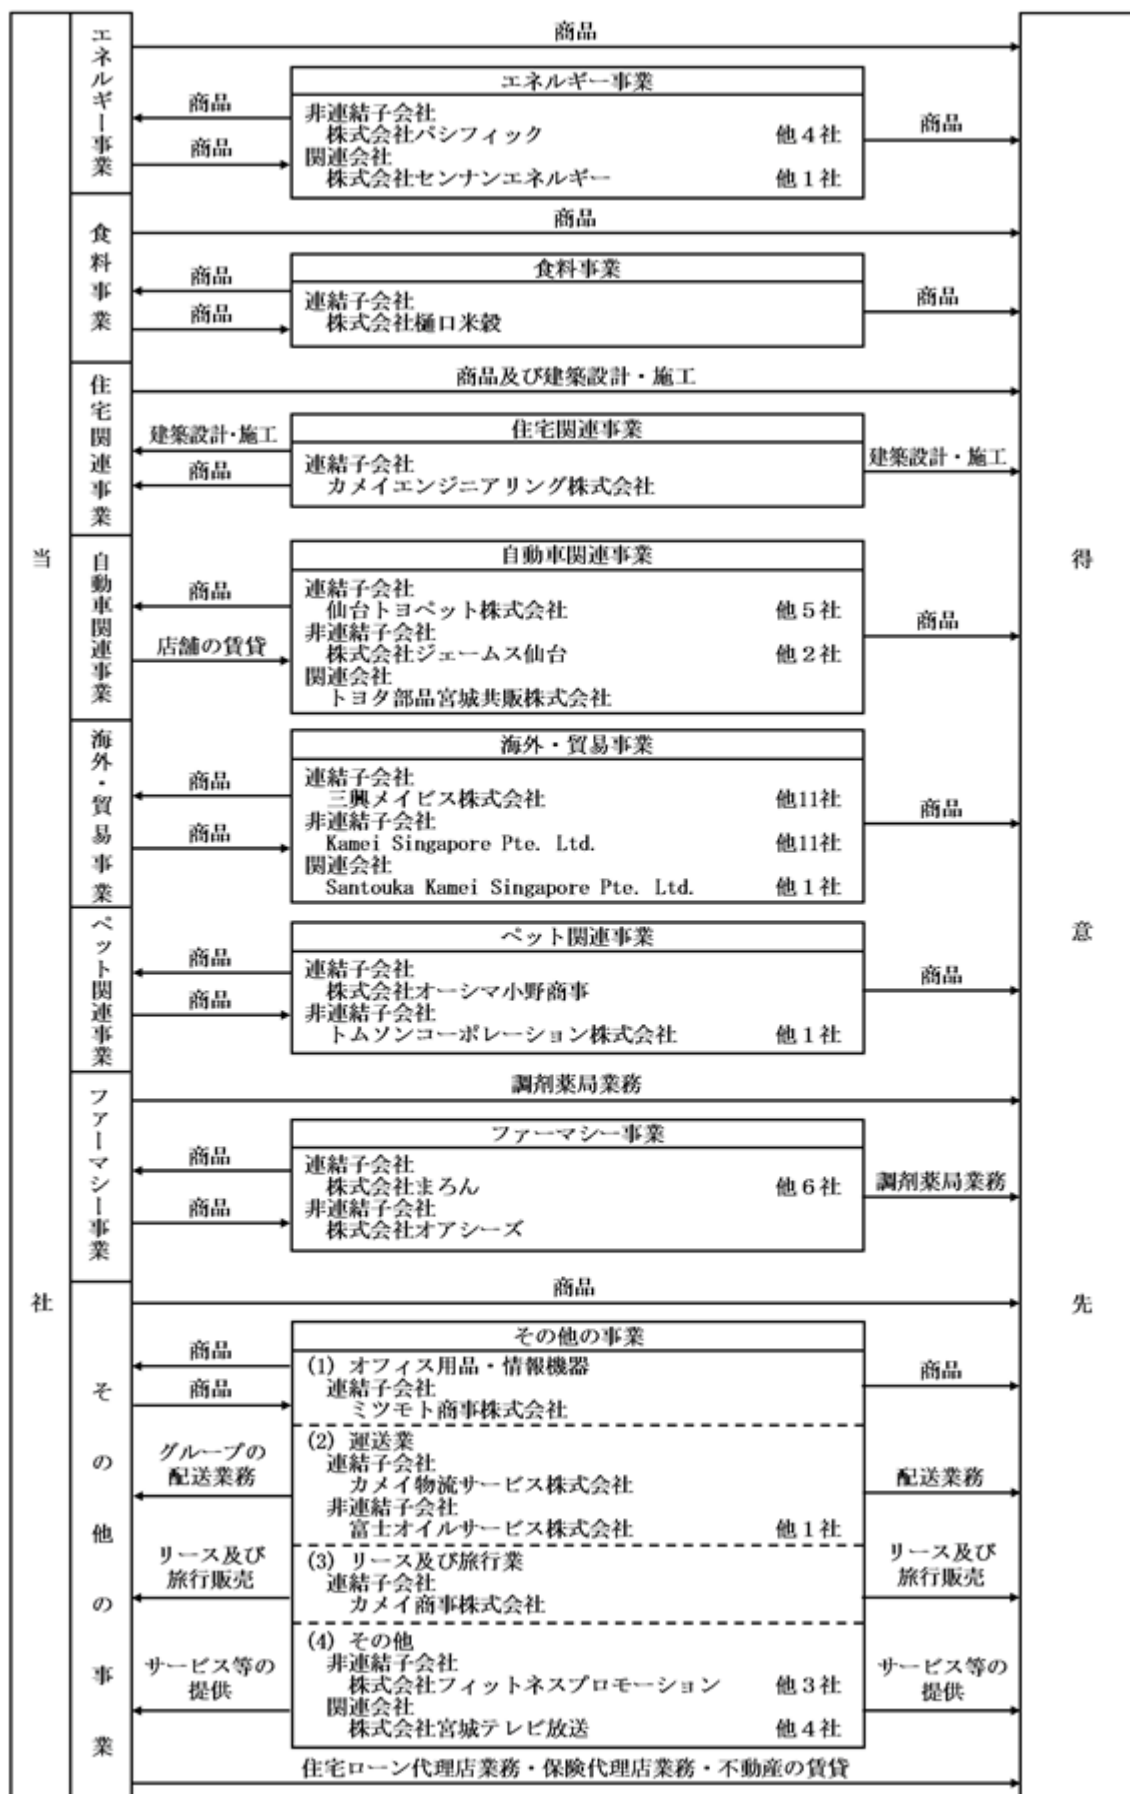 当社
得意先
エネルギー事業
商品
エネルギー事業
商品
商品
非連結子会社
株式会社パシフィック 他4社
関連会社
株式会社センナンエネルギー 他1社
商品
食料事業
商品
食料事業
商品
商品
連結子会社
株式会社樋口米穀
商品
住宅関連事業
商品及び建築設計・施工
住宅関連事業
建築設計・施工
商品
連結子会社
カメイエンジニアリング株式会社
建築設計・施工
自動車関連事業
自動車関連事業
商品
店舗の賃貸
連結子会社
仙台トヨペット株式会社 他5社
非連結子会社
株式会社ジェームス仙台 他2社
関連会社
トヨタ部品宮城共販株式会社
商品
海外・貿易事業
海外・貿易事業
商品
商品
連結子会社
三興メイビス株式会社 他11社
非連結子会社
Kamei Singapore Pte. Ltd. 他11社
関連会社
Santouka Kamei Singapore Pte. Ltd. 他1社
商品
ペット関連事業
ペット関連事業
商品
商品
連結子会社
株式会社オーシマ小野商事
非連結子会社
トムソンコーポレーション株式会社 他1社
商品
ファーマシー事業
調剤薬局業務
ファーマシー事業
商品
商品
連結子会社
株式会社まろん 他6社
非連結子会社
株式会社オアシーズ
調剤薬局業務
その他の事業
商品
その他の事業
商品
商品
(1) オフィス用品・情報機器
連結子会社
ミツモト商事株式会社
商品
グループの
配送業務
(2) 運送業
連結子会社
カメイ物流サービス株式会社
非連結子会社
富士オイルサービス株式会社 他1社
配送業務
リース及び
旅行販売
(3) リース及び旅行業
連結子会社
カメイ商事株式会社
リース及び
旅行販売
サービス等の
提供
(4) その他
非連結子会社
株式会社フィットネスプロモーション 他3社
関連会社
株式会社宮城テレビ放送 他4社
サービス等の
提供
住宅ローン代理店業務・保険代理店業務・不動産の賃貸